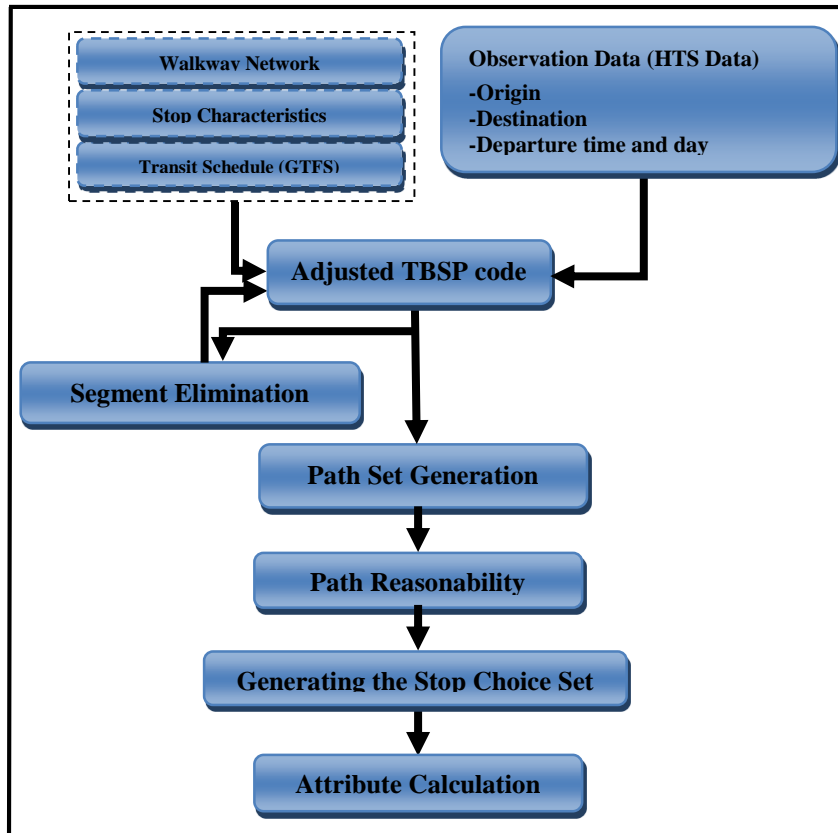 Walkway Network
Stop Characteristics
Transit Schedule (GTFS)
Observation Data (HTS Data)
-Origin
-Destination
-Departure time and day
Adjusted TBSP code
Segment Elimination
Path Set Generation
Path Reasonability
Generating the Stop Choice Set
Attribute Calculation